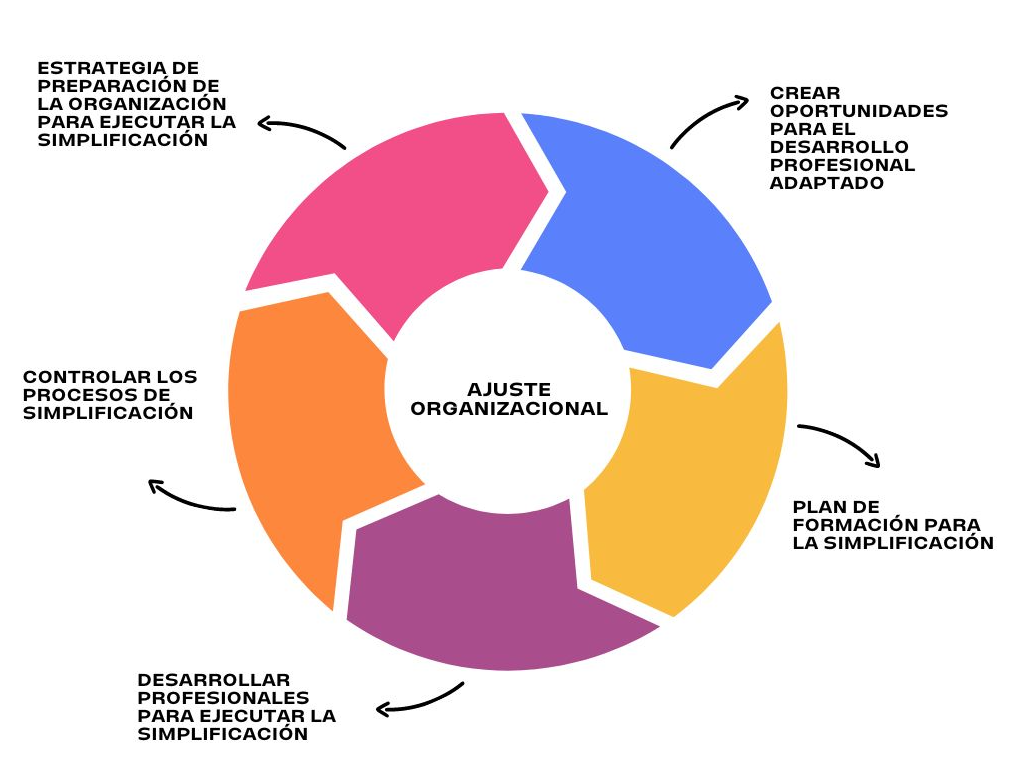 ESTRATEGIA DE
PREPARACIÓN DE
LA ORGANIZACIÓN
PARA EJECUTAR LA
SIMPLIFICACIÓN
CREAR
OPORTUNIDADES
PARA EL
DESARROLLO
PROFESIONAL
ADAPTADO
CONTROLAR LOS
PROCESOS DE
SIMPLIFICACIÓN
AJUSTE
ORGANIZACIONAL
PLAN DE
FORMACIÓN PARA
LA SIMPLIFICACIÓN
DESARROLLAR
PROFESIONALES
PARA EJECUTAR LA
SIMPLIFICACIÓN